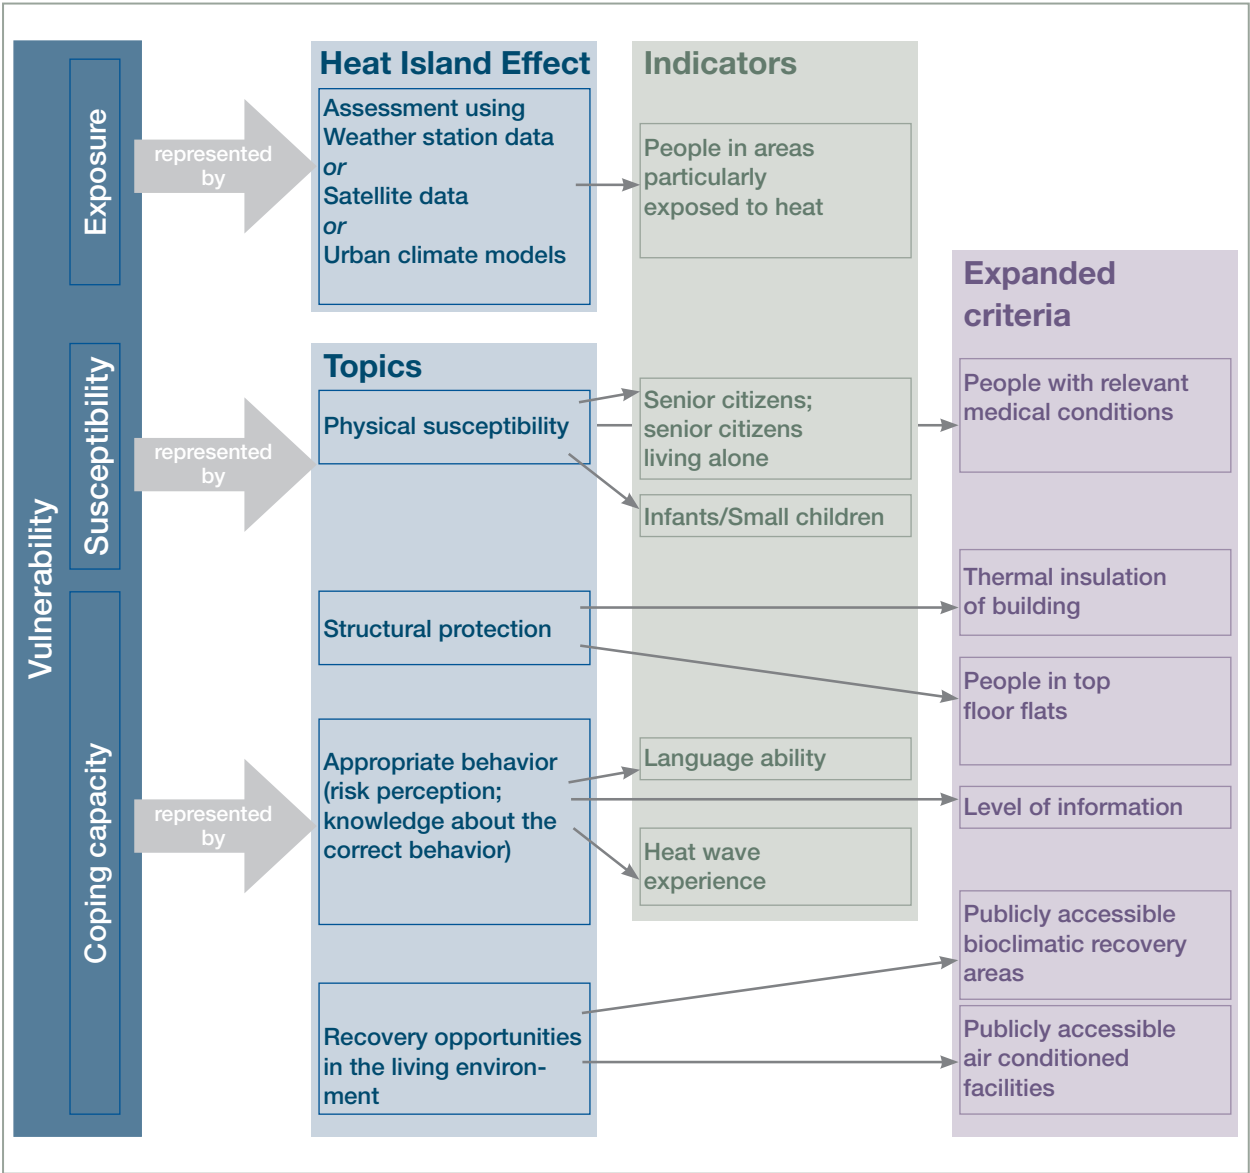 Vulnerability
Exposure
represented
by
Heat Island Effect
Assessment using
Weather station data
or
Satellite data
or
Urban climate models
Indicators
People in areas
particularly
exposed to heat
Expanded
criteria
Susceptibility
represented
by
Topics
Physical susceptibility
Senior citizens;
senior citizens
living alone
Infants/Small children
People with relevant
medical conditions
Coping capacity
represented
by
Structural protection
Thermal insulation
of building
People in top
floor flats
Appropriate behavior
(risk perception;
knowledge about the
correct behavior)
Language ability
Heat wave
experience
Level of information
Recovery opportunities
in the living environ-
ment
Publicly accessible
bioclimatic recovery
areas
Publicly accessible
air conditioned
facilities